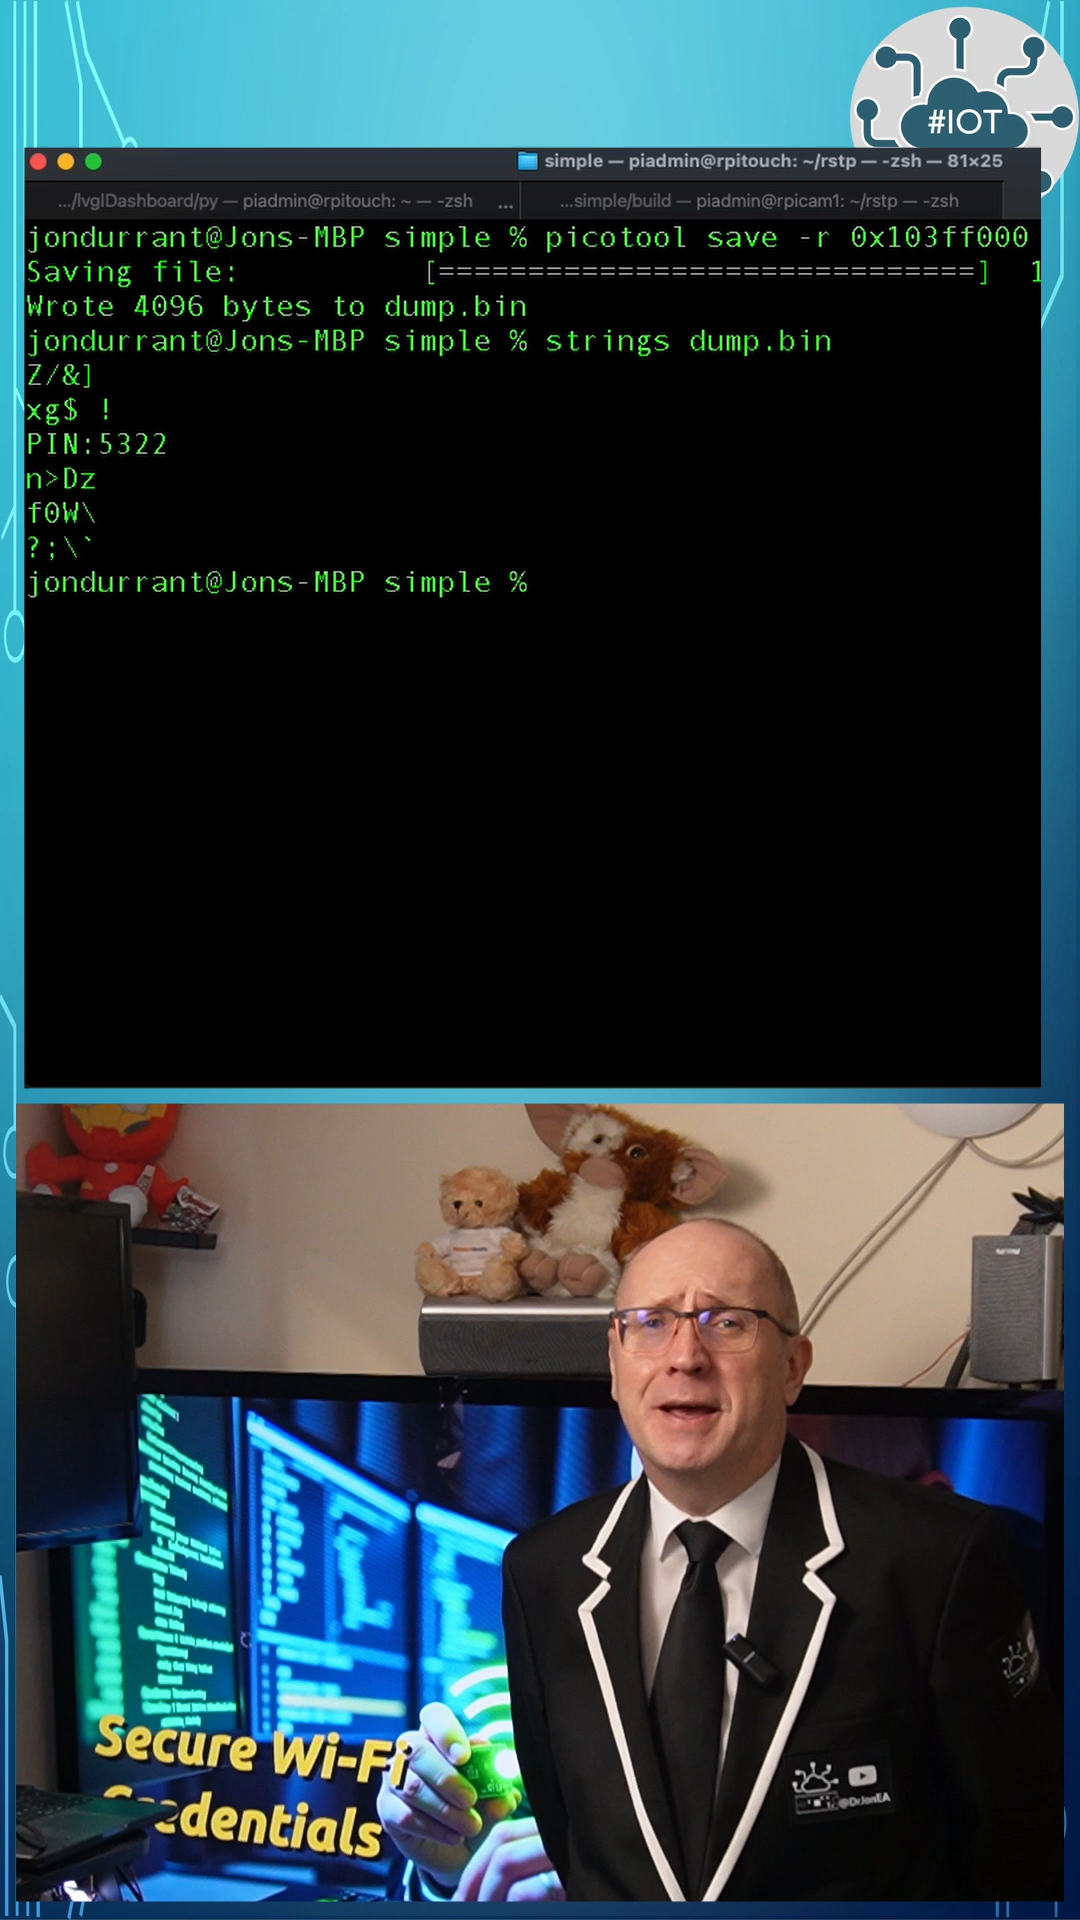 #IOT
simple — piadmin@rpitouch: ~/rstp — -zsh — 81×25
.../lvglDashboard/py — piadmin@rpitouch: ~ — -zsh ...
...simple/build — piadmin@rpicam1: ~/rstp — -zsh
jondurrant@Jons-MBP simple % picotool save -r 0x103ff000
Saving file: [==============================] 1
Wrote 4096 bytes to dump.bin
jondurrant@Jons-MBP simple % strings dump.bin
Z/&]
xg$ !
PIN:5322
n>Dz
f0W\
?;\`
jondurrant@Jons-MBP simple %
Secure Wi-Fi
Credentials
@DrJonEA